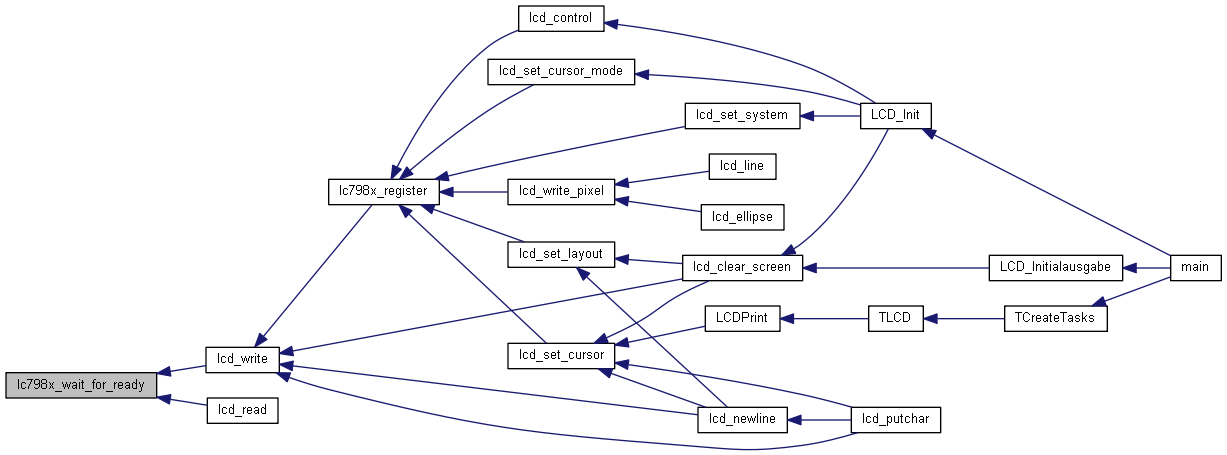 lcd_control
lcd_set_cursor_mode
lcd_set_system
LCD_Init
lcd_line
lc798x_register
lcd_write_pixel
lcd_ellipse
lcd_set_layout
lcd_clear_screen
LCD_Initialausgabe
main
LCDPrint
TLCD
TCreateTasks
lcd_write
lcd_set_cursor
lc798x_wait_for_ready
lcd_read
lcd_newline
lcd_putchar